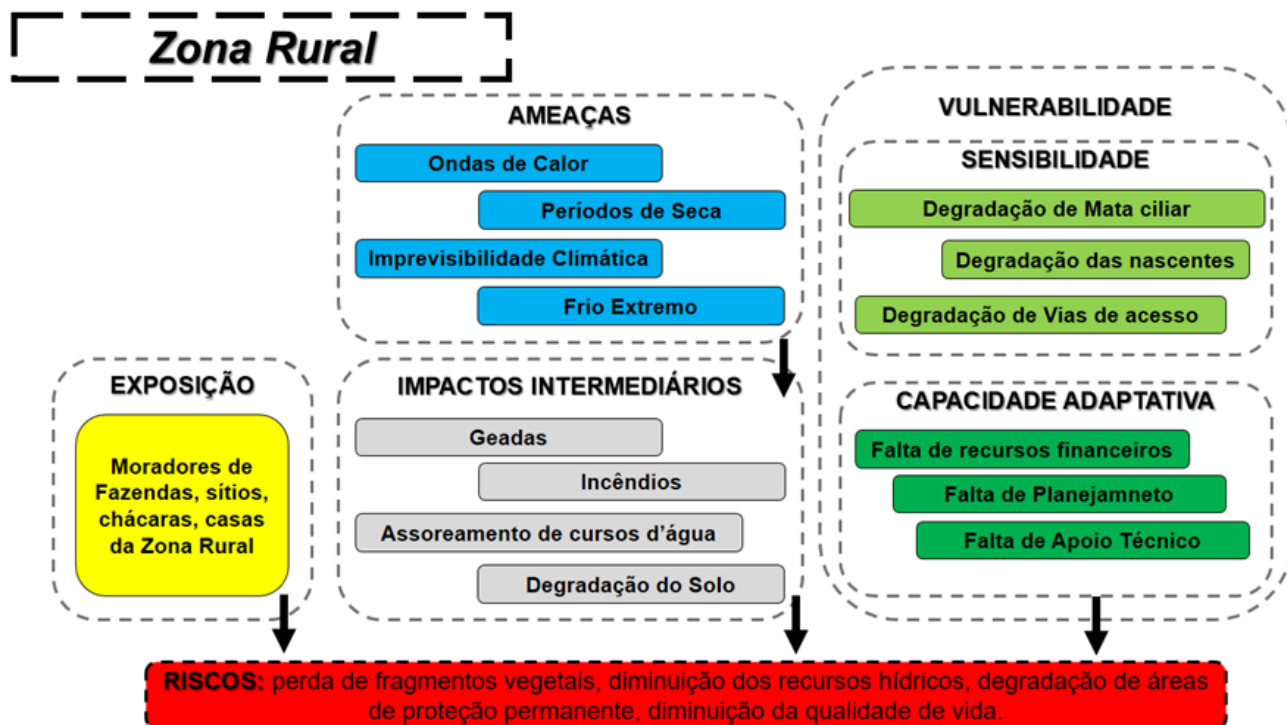 Zona Rural
AMEAÇAS
Ondas de Calor
Períodos de Seca
Imprevisibilidade Climática
Frio Extremo
VULNERABILIDADE
SENSIBILIDADE
Degradação de Mata ciliar
Degradação das nascentes
Degradação de Vias de acesso
EXPOSIÇÃO
Moradores de
Fazendas, sítios,
chácaras, casas
da Zona Rural
IMPACTOS INTERMEDIÁRIOS
Geadas
Incêndios
Assoreamento de cursos d’água
Degradação do Solo
CAPACIDADE ADAPTATIVA
Falta de recursos financeiros
Falta de Planejamneto
Falta de Apoio Técnico
RISCOS: perda de fragmentos vegetais, diminuição dos recursos hídricos, degradação de áreas
de proteção permanente, diminuição da qualidade de vida.